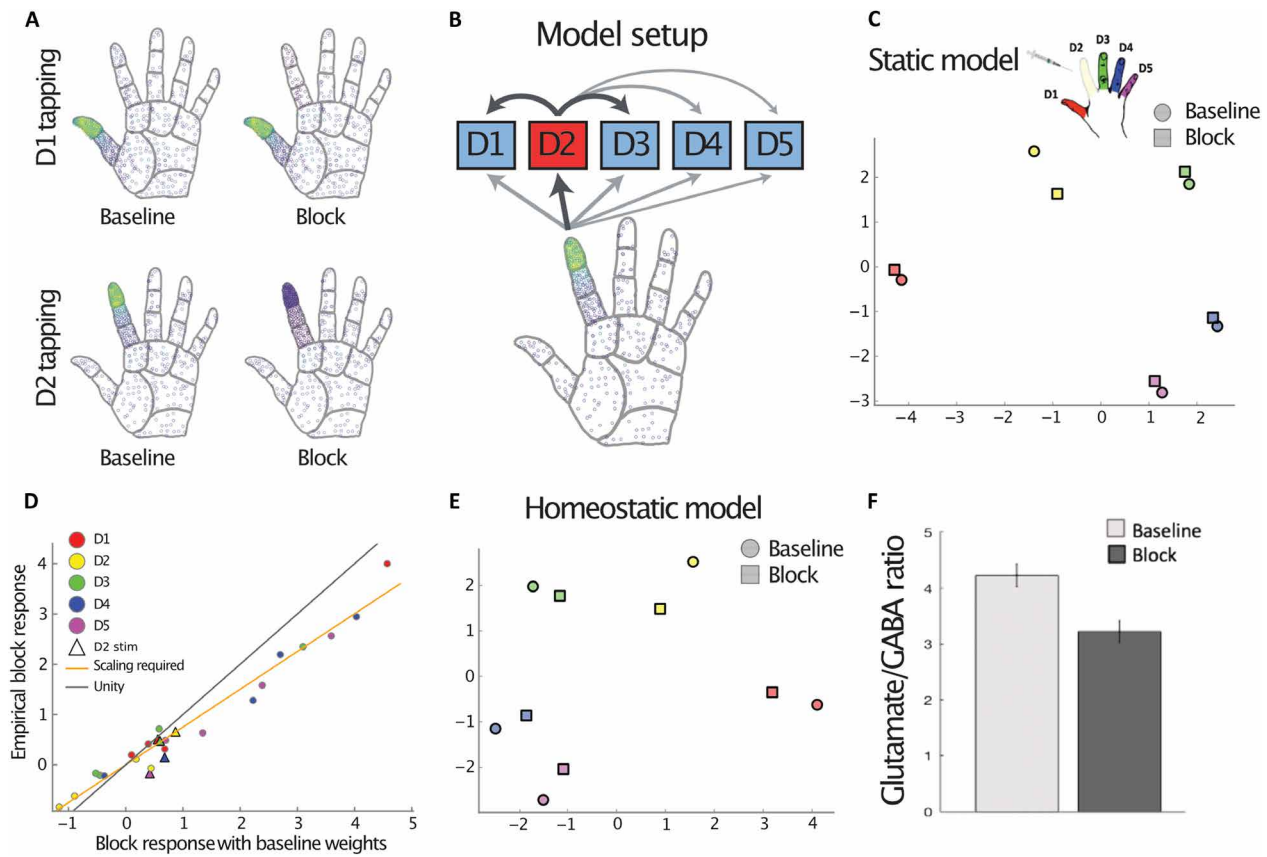 A
D1 tapping
Baseline
Block
D2 tapping
Baseline
Block
B
Model setup
D1
D2
D3
D4
D5
C
Static model
D1
D2
D3
D4
D5
Baseline
Block
2
1
0
−1
−2
−3
−4
−3
−2
−1
0
1
2
D
D1
D2
D3
D4
D5
D2 stim
Scaling required
Unity
Empirical block response
4
3
2
1
0
−1
0
1
2
3
4
5
Block response with baseline weights
E
Homeostatic model
Baseline
Block
2
1
0
−1
−2
−2
−1
0
1
2
3
4
F
Baseline
Block
Glutamate/GABA ratio
5
4
3
2
1
0